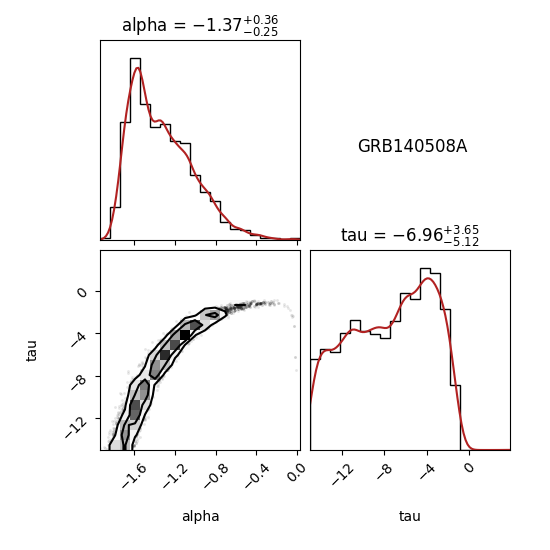 alpha = −1.37+0.36−0.25
GRB140508A
tau = −6.96+3.65−5.12
0
−4
−8
−12
tau
−1.6
−1.2
−0.8
−0.4
0.0
alpha
−12
−8
−4
0
tau